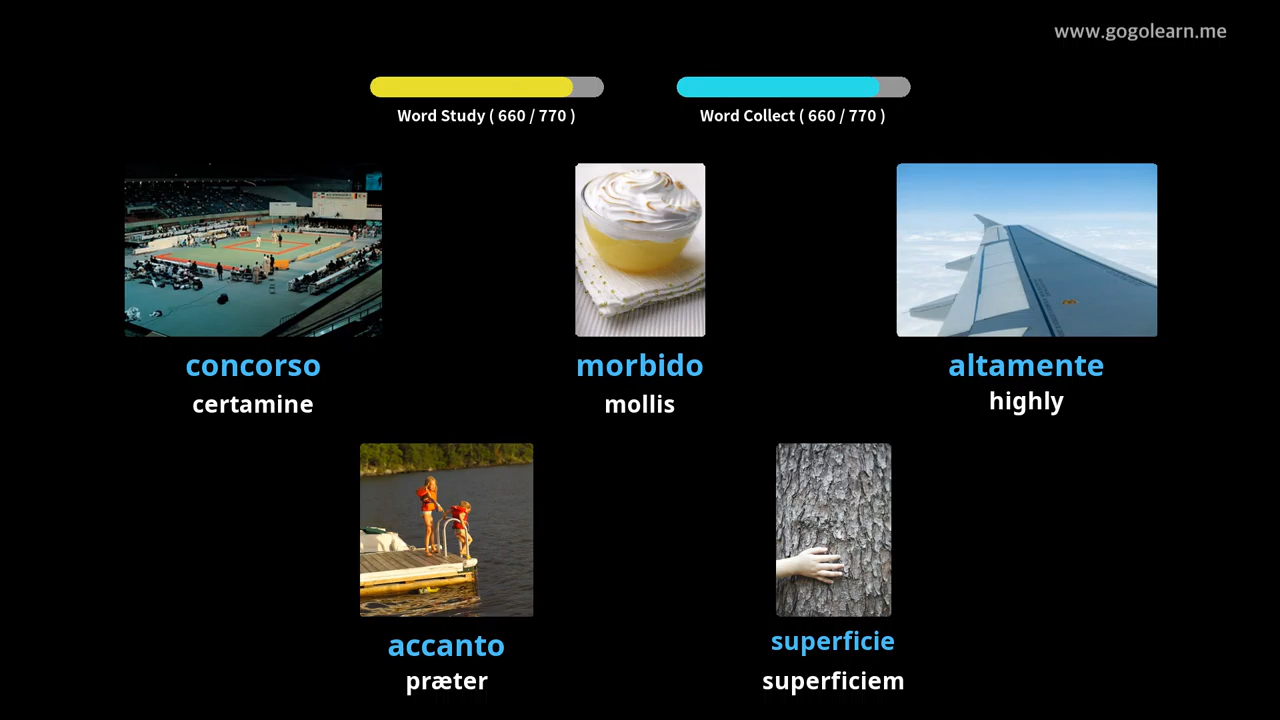 www.gogolearn.me
Word Study ( 660 / 770 )
Word Collect ( 660 / 770 )
concorso
certamine
morbido
mollis
altamente
highly
accanto
præter
superficie
superficiem